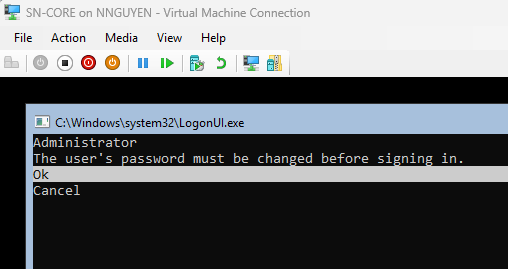 SN-CORE on NNGUYEN - Virtual Machine Connection
File Action Media View Help
C:\Windows\system32\LogonUI.exe
Administrator
The user's password must be changed before signing in.
Ok
Cancel